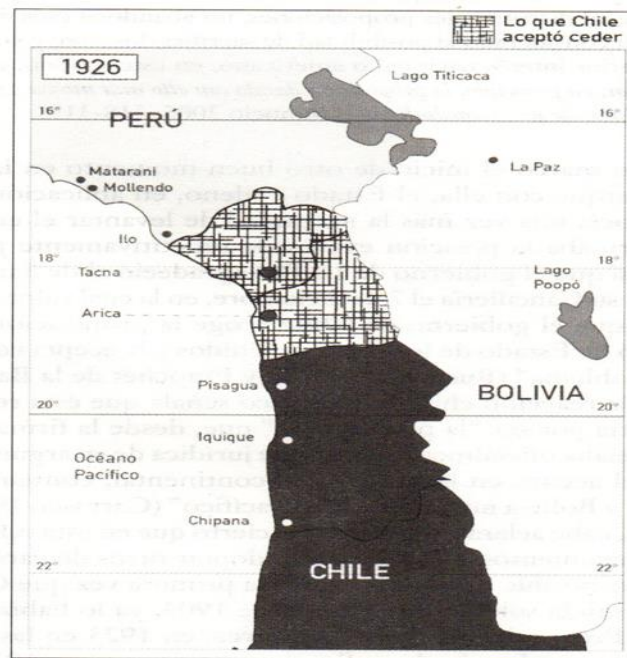 Lo que Chile
aceptó ceder
1926
Lago Titicaca
16°
16°
PERÚ
La Paz
Matarani
Mollendo
Ilo
18°
18°
Tacna
Lago
Poopó
Arica
Pisagua
BOLIVIA
20°
20°
Iquique
Océano
Pacífico
Chipana
22°
22°
CHILE